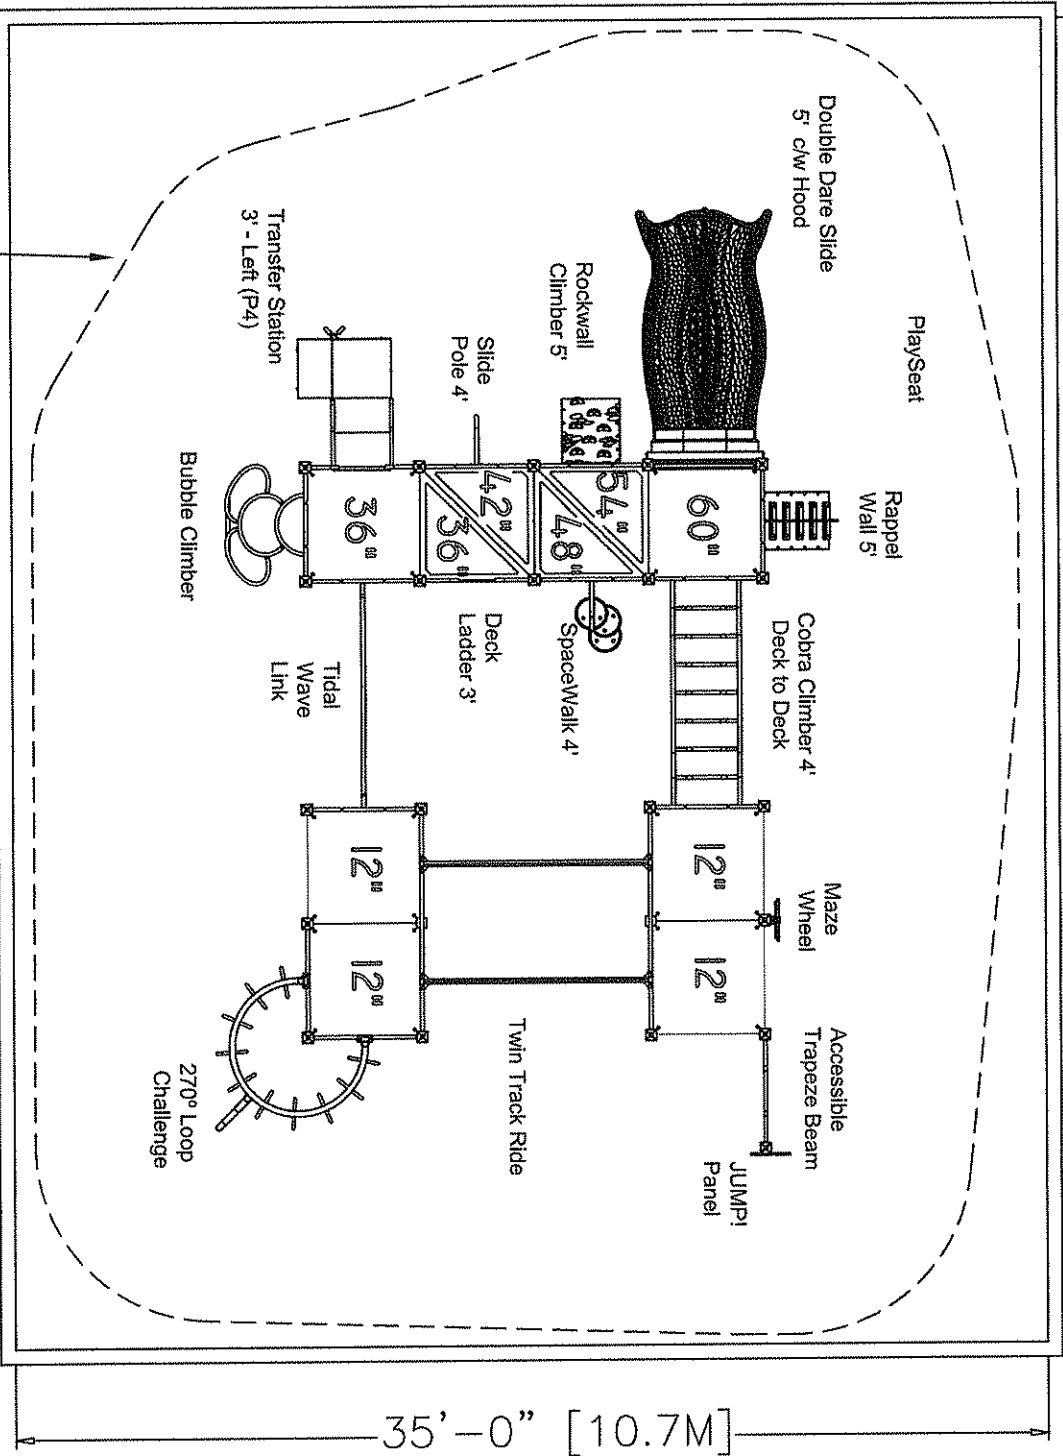 PlaySeat
Double Dare Slide
5' c/w Hood
Rappel
Wall 5'
Rockwall
Climber 5'
Slide
Pole 4'
Transfer Station
3' - Left (P4)
Bubble Climber
60"
54"
48"
42"
36"
36"
Cobra Climber 4'
Deck to Deck
SpaceWalk 4'
Deck
Ladder 3'
Tidal
Wave
Link
12"
12"
12"
12"
Maze
Wheel
Accessible
Trapeze Beam
JUMP!
Panel
Twin Track Ride
270° Loop
Challenge
35'-0" [10.7M]